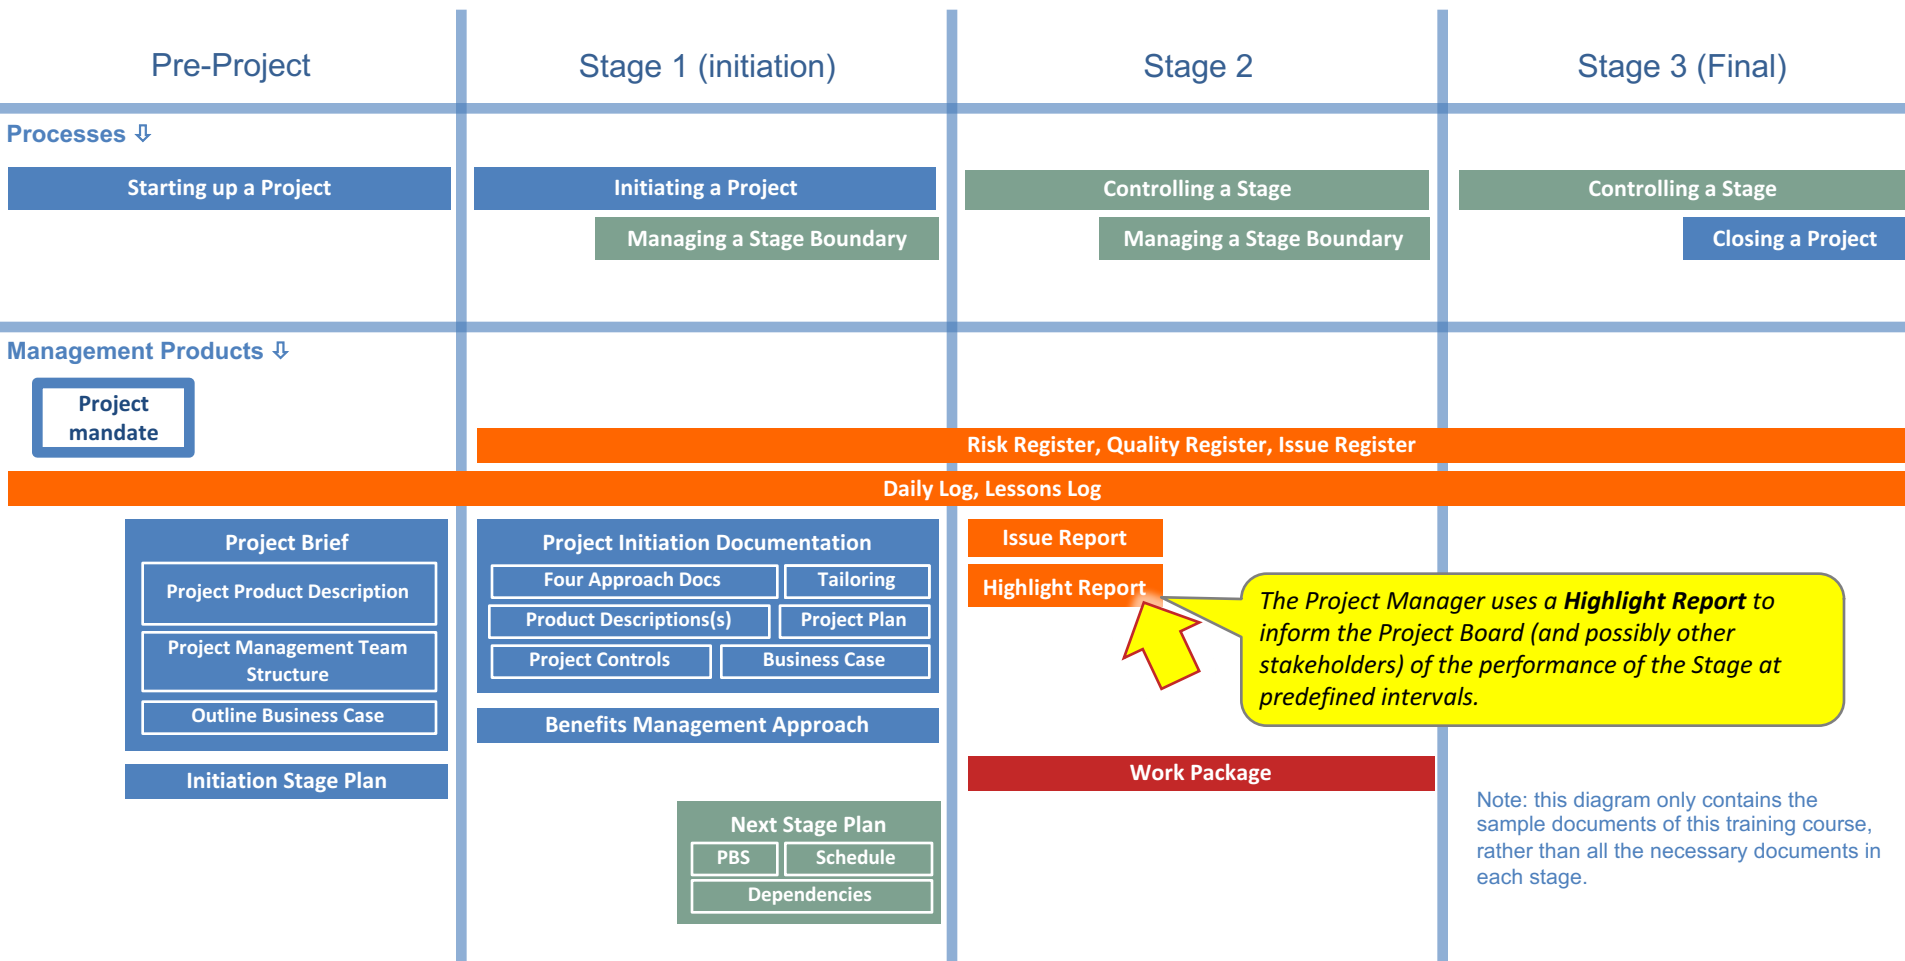 Pre-Project
Stage 1 (initiation)
Stage 2
Stage 3 (Final)
Processes ⇩
Starting up a Project
Initiating a Project
Controlling a Stage
Controlling a Stage
Managing a Stage Boundary
Managing a Stage Boundary
Closing a Project
Management Products ⇩
Project
mandate
Risk Register, Quality Register, Issue Register
Daily Log, Lessons Log
Project Brief
Project Product Description
Project Management Team
Structure
Outline Business Case
Initiation Stage Plan
Project Initiation Documentation
Four Approach Docs
Tailoring
Product Descriptions(s)
Project Plan
Project Controls
Business Case
Benefits Management Approach
Next Stage Plan
PBS
Schedule
Dependencies
Issue Report
Highlight Report
The Project Manager uses a Highlight Report to
inform the Project Board (and possibly other
stakeholders) of the performance of the Stage at
predefined intervals.
Work Package
Note: this diagram only contains the
sample documents of this training course,
rather than all the necessary documents in
each stage.